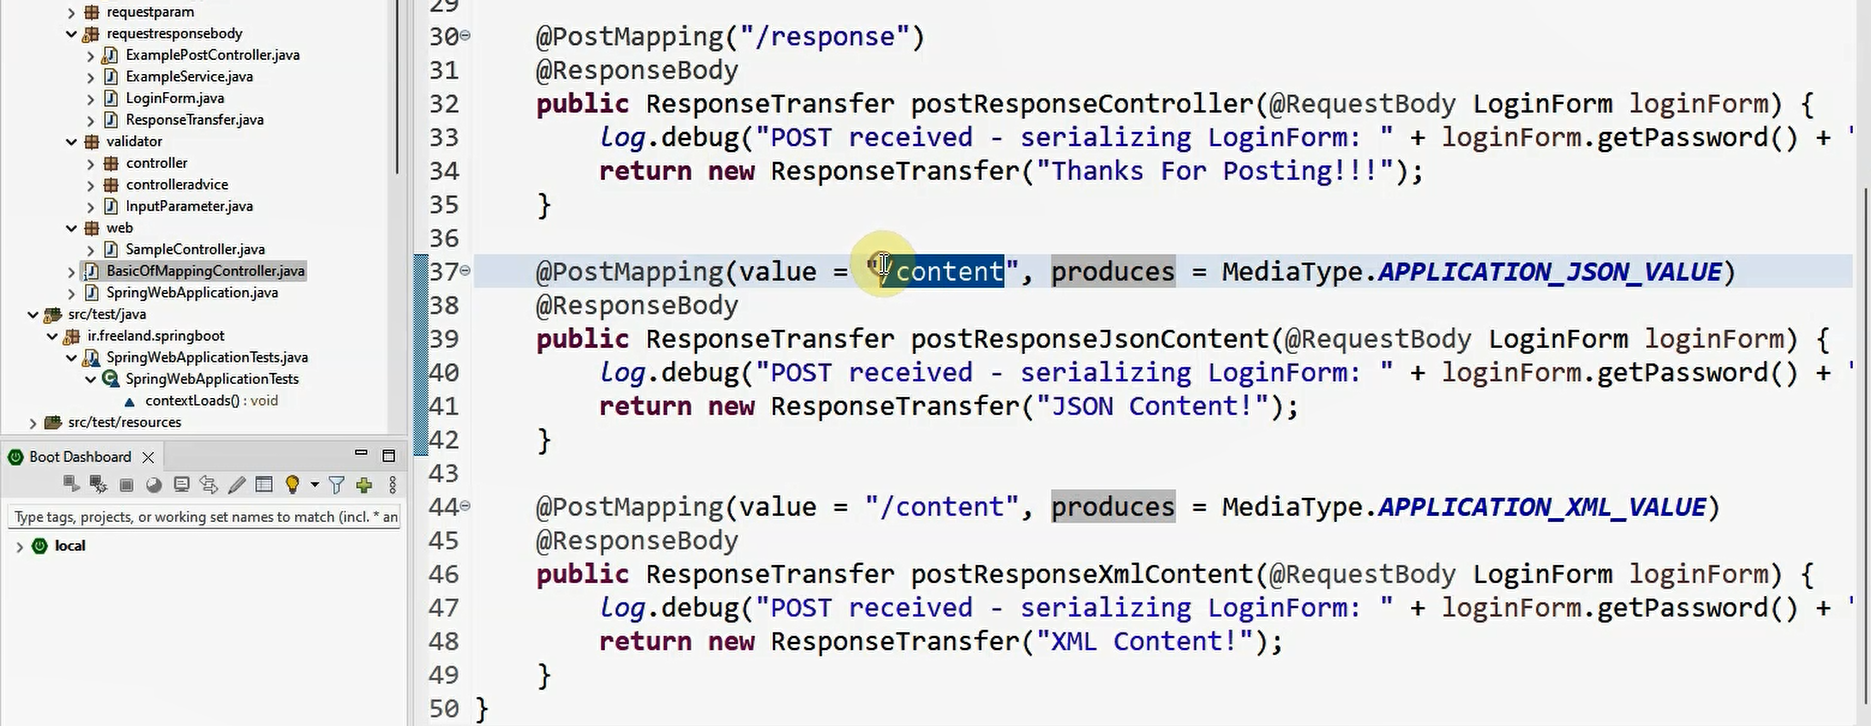 requestparam
requestresponsebody
ExamplePostController.java
ExampleService.java
LoginForm.java
ResponseTransfer.java
validator
controller
controlleradvice
InputParameter.java
web
SampleController.java
BasicOfMappingController.java
SpringWebApplication.java
src/test/java
ir.freeland.springboot
SpringWebApplicationTests.java
SpringWebApplicationTests
contextLoads() : void
src/test/resources
Boot Dashboard
Type tags, projects, or working set names to match (incl. * an
local
29
30 @PostMapping("/response")
31 @ResponseBody
32 public ResponseTransfer postResponseController(@RequestBody LoginForm loginForm) {
33 log.debug("POST received - serializing LoginForm: " + loginForm.getPassword() + "
34 return new ResponseTransfer("Thanks For Posting!!!");
35 }
36
37 @PostMapping(value = "/content", produces = MediaType.APPLICATION_JSON_VALUE)
38 @ResponseBody
39 public ResponseTransfer postResponseJsonContent(@RequestBody LoginForm loginForm) {
40 log.debug("POST received - serializing LoginForm: " + loginForm.getPassword() + "
41 return new ResponseTransfer("JSON Content!");
42 }
43
44 @PostMapping(value = "/content", produces = MediaType.APPLICATION_XML_VALUE)
45 @ResponseBody
46 public ResponseTransfer postResponseXmlContent(@RequestBody LoginForm loginForm) {
47 log.debug("POST received - serializing LoginForm: " + loginForm.getPassword() + "
48 return new ResponseTransfer("XML Content!");
49 }
50 }